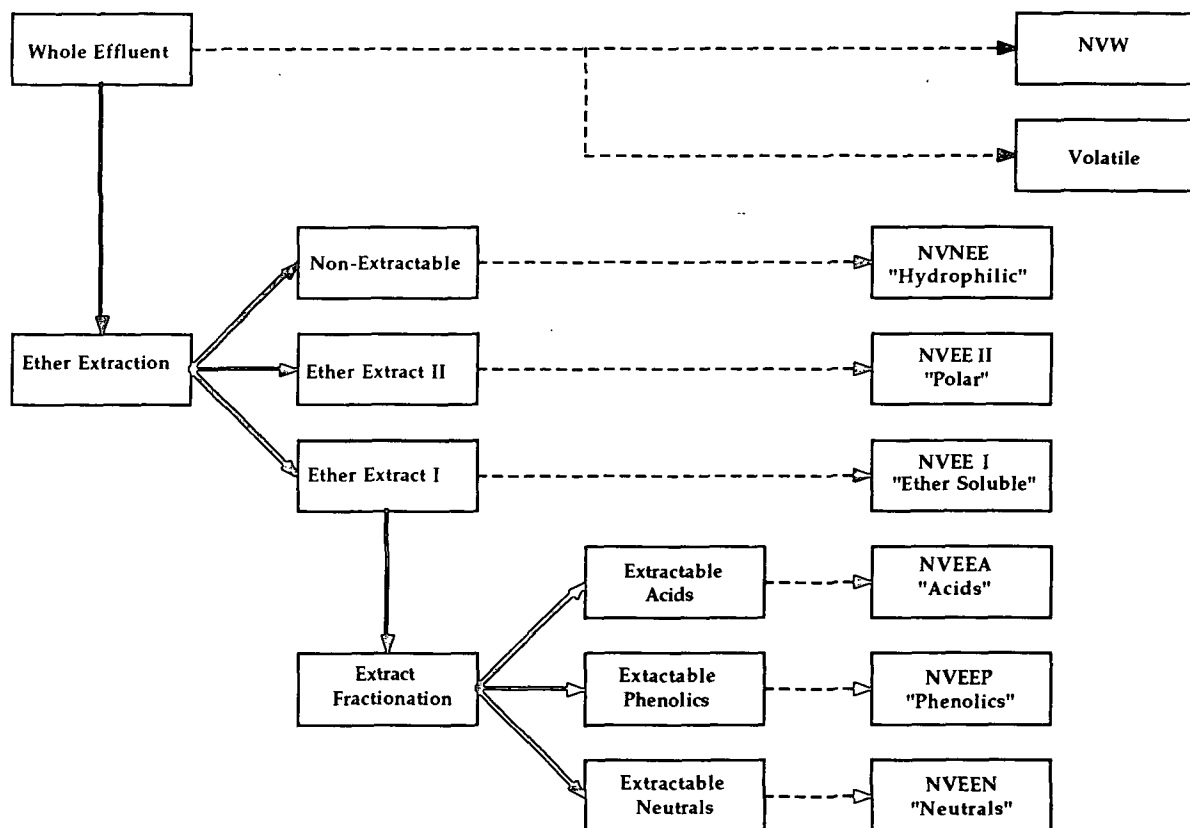 Whole Effluent
NVW
Volatile
Non-Extractable
NVNEE
"Hydrophilic"
Ether Extraction
Ether Extract II
NVEE II
"Polar"
Ether Extract I
NVEE I
"Ether Soluble"
Extractable
Acids
NVEEA
"Acids"
Extract
Fractionation
Extactable
Phenolics
NVEEP
"Phenolics"
Extractable
Neutrals
NVEEN
"Neutrals"